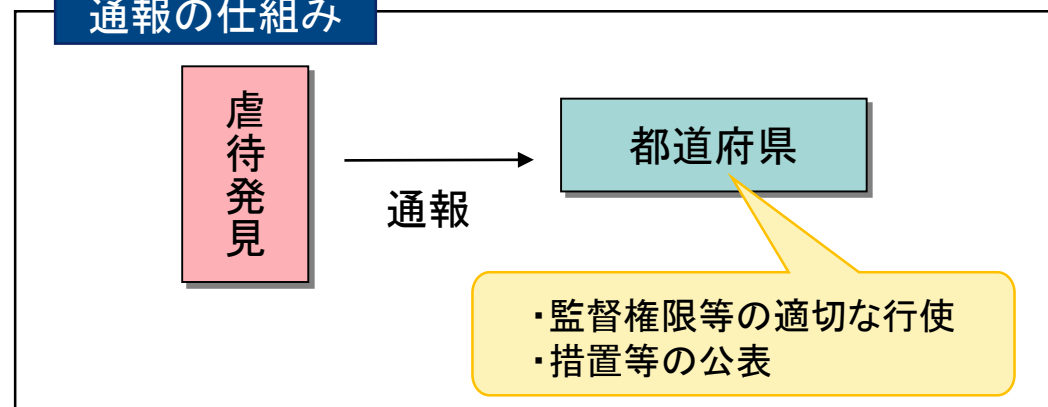 通報の仕組み
虐待発見
通報
都道府県
・監督権限等の適切な行使
・措置等の公表